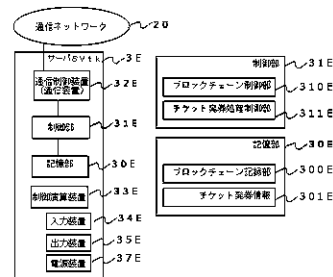 通信ネットワーク
20
サーバSVtk
3E
通信制御装置
(通信装置)
32E
制御部
31E
記憶部
30E
制御演算装置
33E
入力装置
34E
出力装置
35E
電源装置
37E
制御部
31E
ブロックチェーン制御部
310E
チケット発券処理制御部
311E
記憶部
30E
ブロックチェーン記録部
300E
チケット発券情報
301E